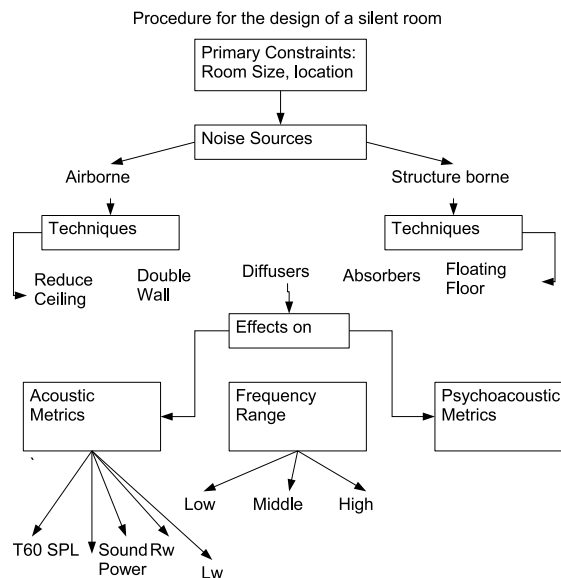 Procedure for the design of a silent room
Primary Constraints:
Room Size, location
Noise Sources
Airborne
Structure borne
Techniques
Techniques
Reduce
Ceiling
Double
Wall
Diffusers
Absorbers
Floating
Floor
Effects on
Acoustic
Metrics
Frequency
Range
Psychoacoustic
Metrics
Low
Middle
High
T60 SPL
Sound
Power
Rw
Lw